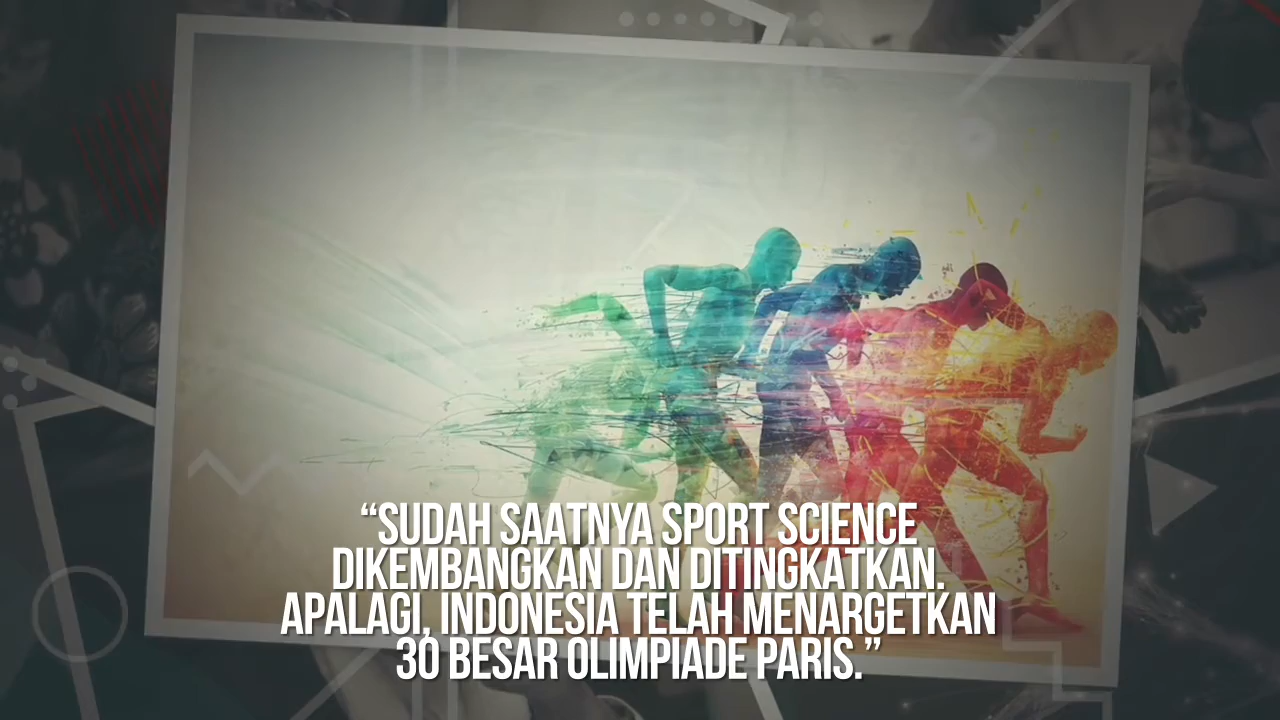 “SUDAH SAATNYA SPORT SCIENCE
DIKEMBANGKAN DAN DITINGKATKAN.
APALAGI, INDONESIA TELAH MENARGETKAN
30 BESAR OLIMPIADE PARIS.”